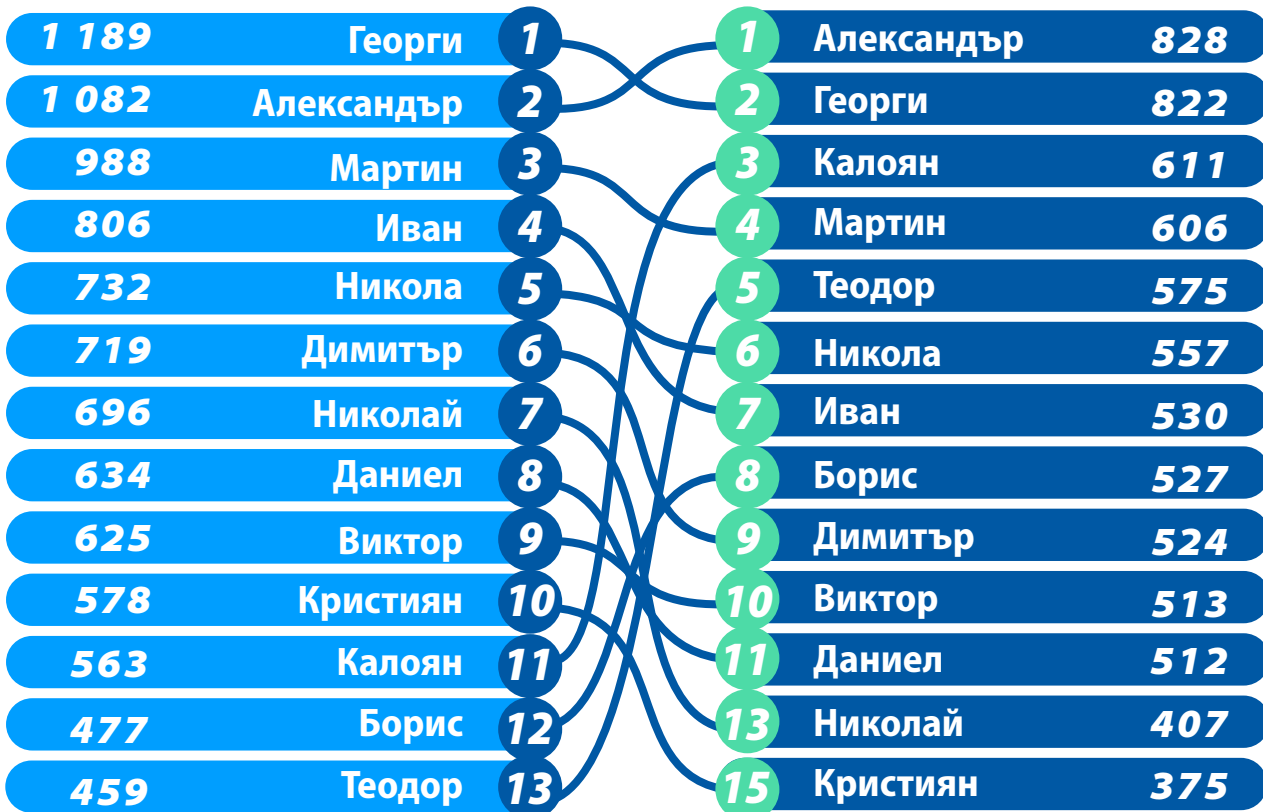 1 189 Георги 1 1 Александър 828
1 082 Александър 2 2 Георги 822
988 Мартин 3 3 Калоян 611
806 Иван 4 4 Мартин 606
732 Никола 5 5 Теодор 575
719 Димитър 6 6 Никола 557
696 Николай 7 7 Иван 530
634 Даниел 8 8 Борис 527
625 Виктор 9 9 Димитър 524
578 Кристиян 10 10 Виктор 513
563 Калоян 11 11 Даниел 512
477 Борис 12 13 Николай 407
459 Теодор 13 15 Кристиян 375